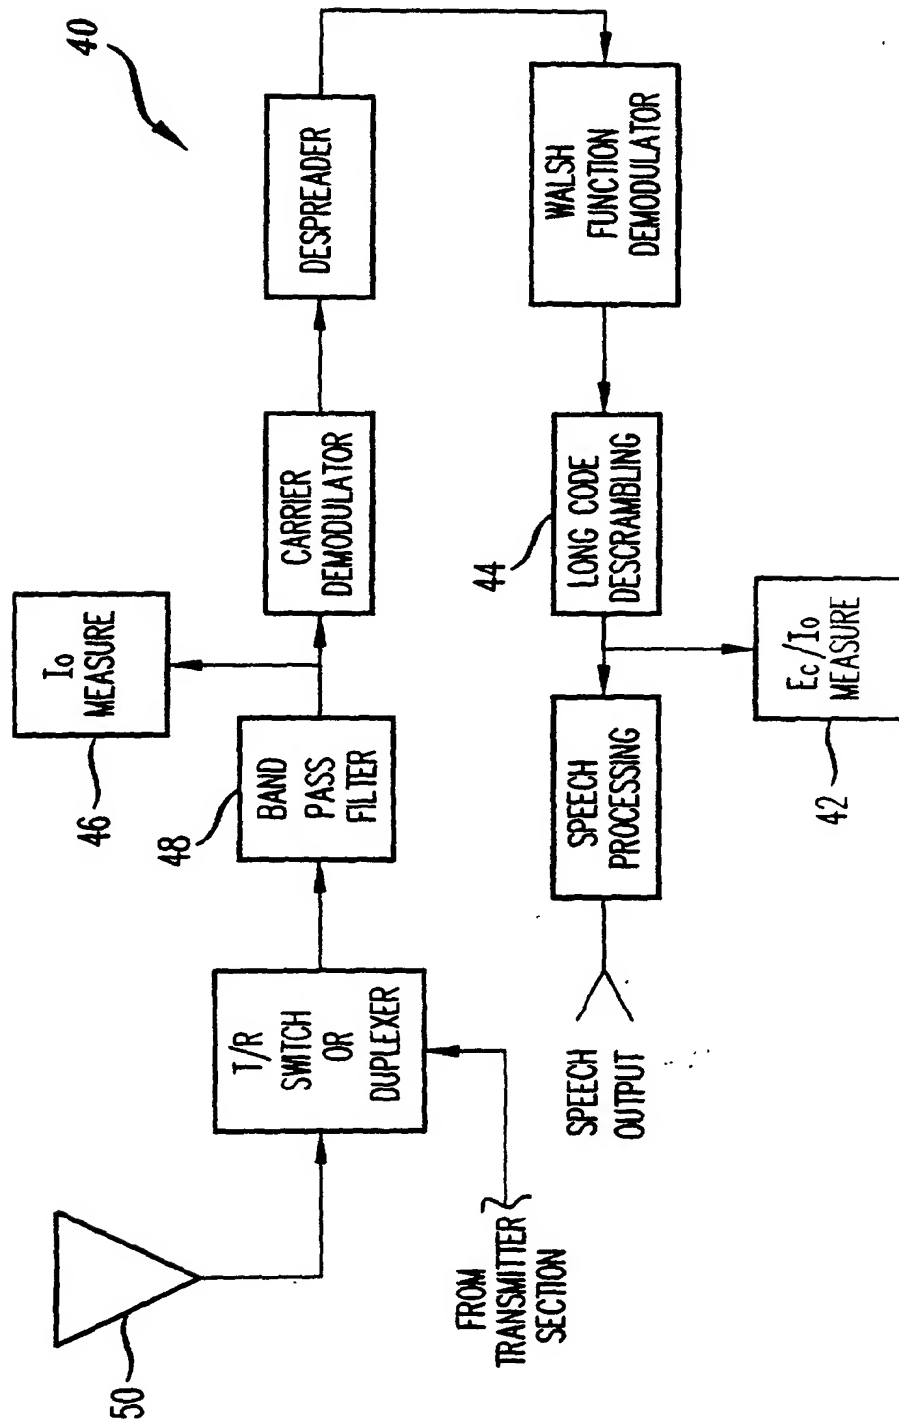 40
50
T/R
SWITCH
OR
DUPLEXER
FROM
TRANSMITTER
SECTION
48
BAND
PASS
FILTER
46
Io
MEASURE
CARRIER
DEMODULATOR
DESPREADER
WALSH
FUNCTION
DEMODULATOR
44
LONG CODE
DESCRAMBLING
42
Ec/Io
MEASURE
SPEECH
PROCESSING
SPEECH
OUTPUT